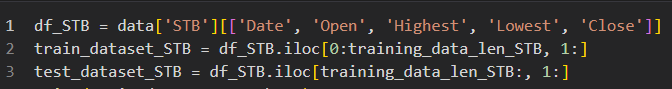 1 df_STB = data['STB'][['Date', 'Open', 'Highest', 'Lowest', 'Close']]
2 train_dataset_STB = df_STB.iloc[0:training_data_len_STB, 1:]
3 test_dataset_STB = df_STB.iloc[training_data_len_STB:, 1:]